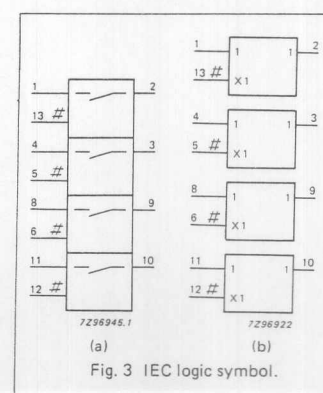 1 2
13 #
4 3
5 #
8 9
6 #
11 10
12 #
7Z96945.1
(a)
1 1 1 2
13 # X1
4 1 1 3
5 # X1
8 1 1 9
6 # X1
11 1 1 10
12 # X1
7Z96922
(b)
Fig. 3 IEC logic symbol.